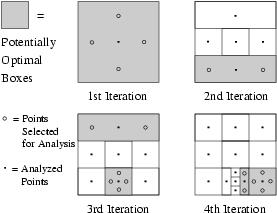 =
Potentially
Optimal
Boxes
1st Iteration
2nd Iteration
o = Points
Selected
for Analysis
· = Analyzed
Points
3rd Iteration
4th Iteration